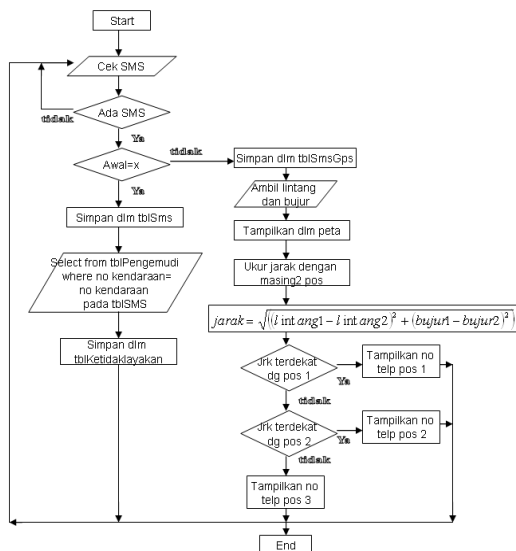 Start
Cek SMS
Ada SMS
tidak
Ya
Awal=x
tidak
Ya
Simpan dlm tblSms
Select from tblPengemudi
where no kendaraan=
no kendaraan
pada tblSMS
Simpan dlm
tblKetidaklayakan
Simpan dlm tblSmsGps
Ambil lintang
dan bujur
Tampilkan dlm peta
Ukur jarak dengan
masing2 pos
jarak = √((l int ang1 − l int ang2)² + (bujur1 − bujur2)²)
Jrk terdekat
dg pos 1
Ya
tidak
Tampilkan no
telp pos 1
Jrk terdekat
dg pos 2
Ya
tidak
Tampilkan no
telp pos 2
Tampilkan no
telp pos 3
End